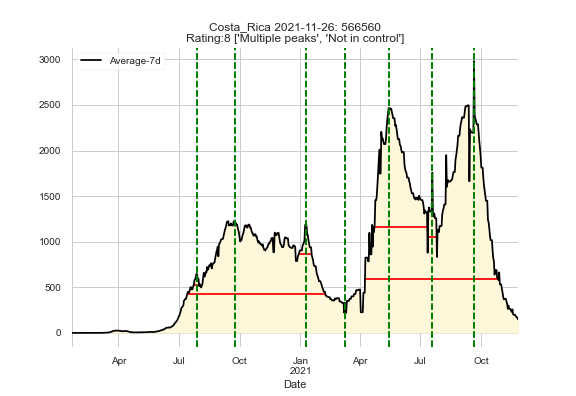 Costa_Rica 2021-11-26: 566560
Rating:8 ['Multiple peaks', 'Not in control']
Average-7d
3000
2500
2000
1500
1000
500
0
Apr Jul Oct Jan Apr Jul Oct
2021
Date